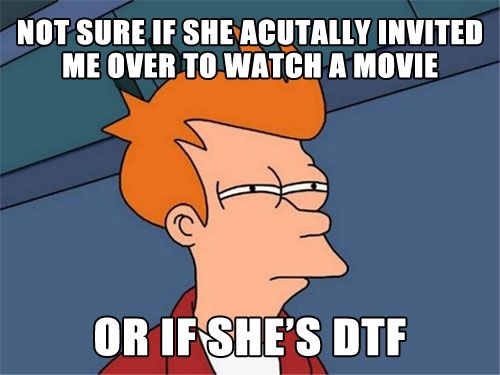 NOT SURE IF SHE ACUTALLY INVITED
ME OVER TO WATCH A MOVIE
OR IF SHE'S DTF